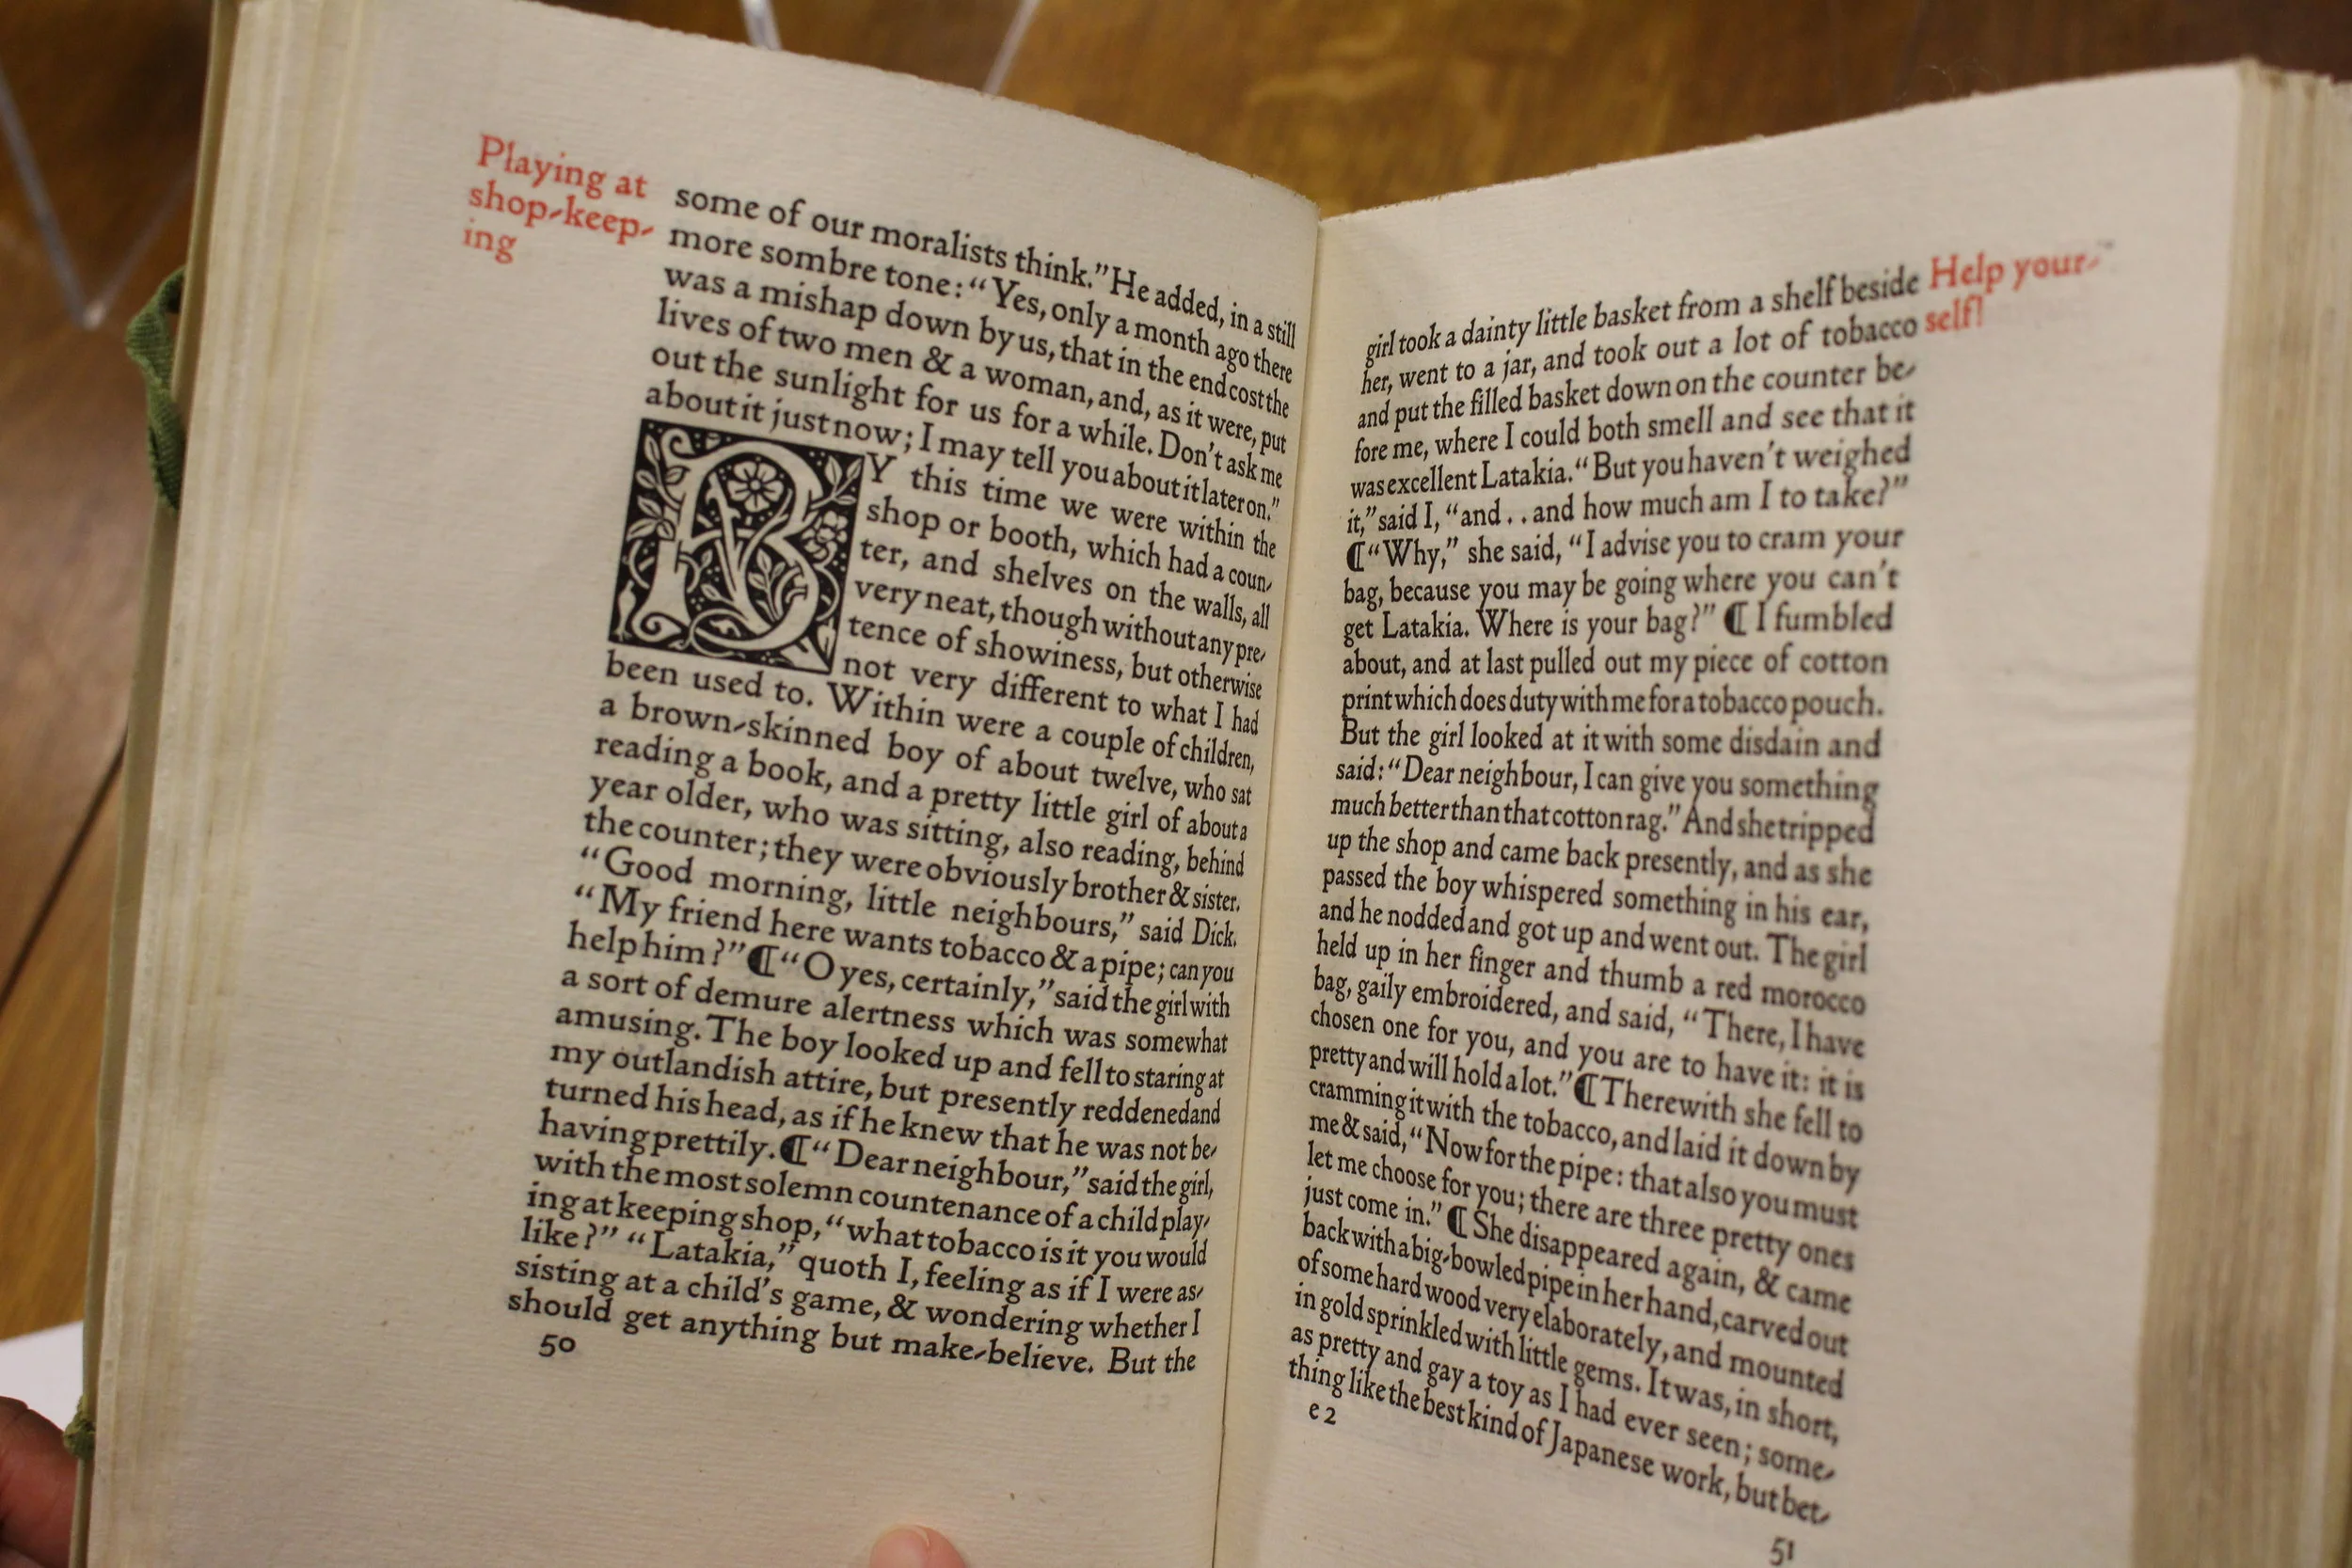 Playing at
shop-keep-
ing
some of our moralists think." He added, in a still
more sombre tone: "Yes, only a month ago there
was a mishap down by us, that in the end cost the
lives of two men & a woman, and, as it were, put
out the sunlight for us for a while. Don't ask me
about it just now; I may tell you about it later on."
BY this time we were within the
shop or booth, which had a coun-
ter, and shelves on the walls, all
very neat, though without any pre-
tence of showiness, but otherwise
not very different to what I had
been used to. Within were a couple of children,
a brown-skinned boy of about twelve, who sat
reading a book, and a pretty little girl of about a
year older, who was sitting, also reading, behind
the counter; they were obviously brother & sister.
"Good morning, little neighbours," said Dick.
"My friend here wants tobacco & a pipe; can you
help him?" ¶ "O yes, certainly," said the girl with
a sort of demure alertness which was somewhat
amusing. The boy looked up and fell to staring at
my outlandish attire, but presently reddened and
turned his head, as if he knew that he was not be-
having prettily. ¶ "Dear neighbour," said the girl,
with the most solemn countenance of a child play-
ing at keeping shop, "what tobacco is it you would
like?" "Latakia," quoth I, feeling as if I were as-
sisting at a child's game, & wondering whether I
should get anything but make-believe. But the
50
Help your-
self!
girl took a dainty little basket from a shelf beside
her, went to a jar, and took out a lot of tobacco
and put the filled basket down on the counter be-
fore me, where I could both smell and see that it
was excellent Latakia. "But you haven't weighed
it," said I, "and . . and how much am I to take?"
¶ "Why," she said, "I advise you to cram your
bag, because you may be going where you can't
get Latakia. Where is your bag?" ¶ I fumbled
about, and at last pulled out my piece of cotton
print which does duty with me for a tobacco pouch.
But the girl looked at it with some disdain and
said: "Dear neighbour, I can give you something
much better than that cotton rag." And she tripped
up the shop and came back presently, and as she
passed the boy whispered something in his ear,
and he nodded and got up and went out. The girl
held up in her finger and thumb a red morocco
bag, gaily embroidered, and said, "There, I have
chosen one for you, and you are to have it: it is
pretty and will hold a lot." ¶ Therewith she fell to
cramming it with the tobacco, and laid it down by
me & said, "Now for the pipe: that also you must
let me choose for you; there are three pretty ones
just come in." ¶ She disappeared again, & came
back with a big-bowled pipe in her hand, carved out
of some hard wood very elaborately, and mounted
in gold sprinkled with little gems. It was, in short,
as pretty and gay a toy as I had ever seen; some-
thing like the best kind of Japanese work, but bet-
e 2
51